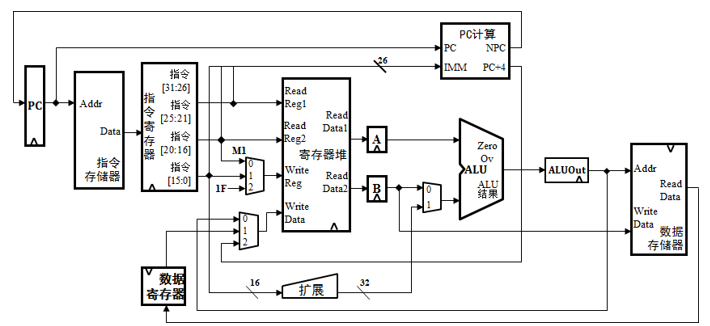 PC计算
PC
NPC
IMM
PC+4
26
PC
Addr
Data
指令
存储器
指令寄存器
指令
[31:26]
指令
[25:21]
指令
[20:16]
指令
[15:0]
M1
0
1
2
1F
0
1
2
Read
Reg1
Read
Data1
Read
Reg2
寄存器堆
Write
Reg
Read
Data2
Write
Data
A
B
0
1
Zero
Ov
ALU
ALU
结果
ALUOut
Addr
Read
Data
Write
Data
数据
存储器
数据
寄存器
16
扩展
32